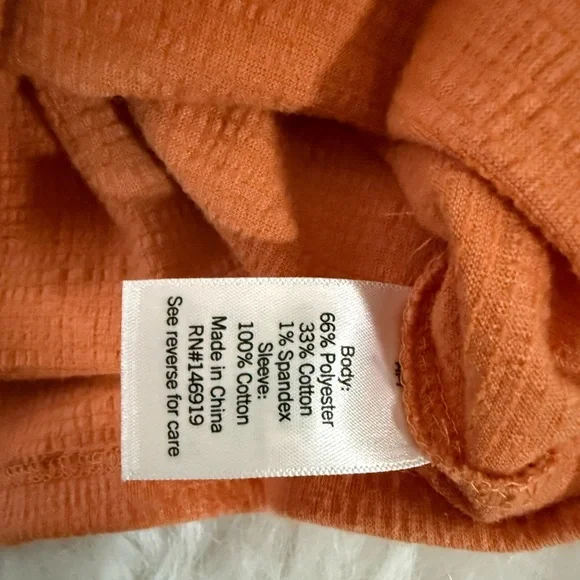 Body:
66% Polyester
33% Cotton
1% Spandex
Sleeve:
100% Cotton
Made in China
RN#146919
See reverse for care